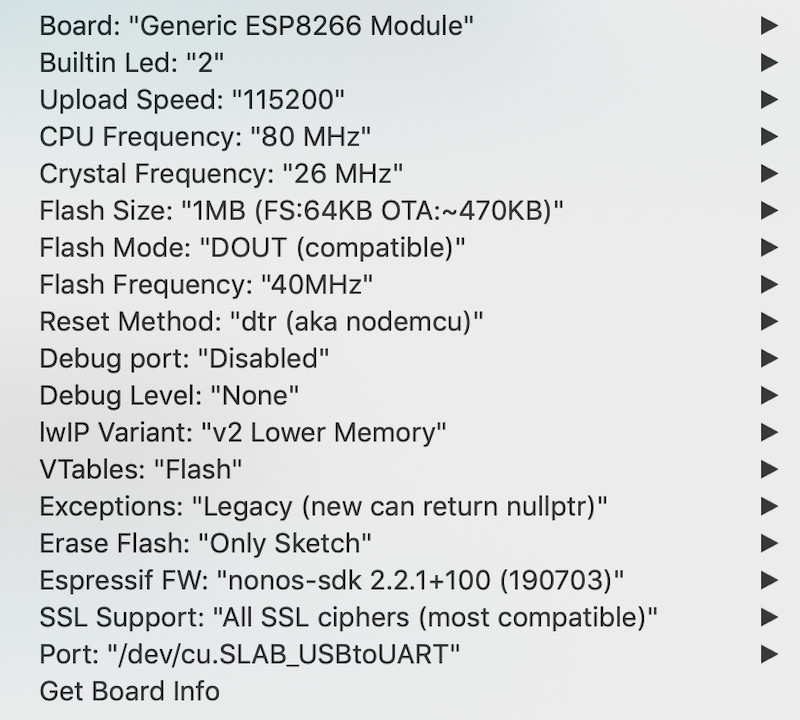 Board: "Generic ESP8266 Module"
Builtin Led: "2"
Upload Speed: "115200"
CPU Frequency: "80 MHz"
Crystal Frequency: "26 MHz"
Flash Size: "1MB (FS:64KB OTA:~470KB)"
Flash Mode: "DOUT (compatible)"
Flash Frequency: "40MHz"
Reset Method: "dtr (aka nodemcu)"
Debug port: "Disabled"
Debug Level: "None"
lwIP Variant: "v2 Lower Memory"
VTables: "Flash"
Exceptions: "Legacy (new can return nullptr)"
Erase Flash: "Only Sketch"
Espressif FW: "nonos-sdk 2.2.1+100 (190703)"
SSL Support: "All SSL ciphers (most compatible)"
Port: "/dev/cu.SLAB_USBtoUART"
Get Board Info